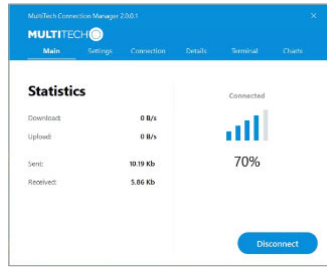 MultiTech Connection Manager 2.0.0.1
MULTITECH
Main Settings Connection Details Terminal Charts
Statistics
Connected
Download: 0 B/s
Upload: 0 B/s
70%
Sent: 10.19 Kb
Received: 5.86 Kb
Disconnect